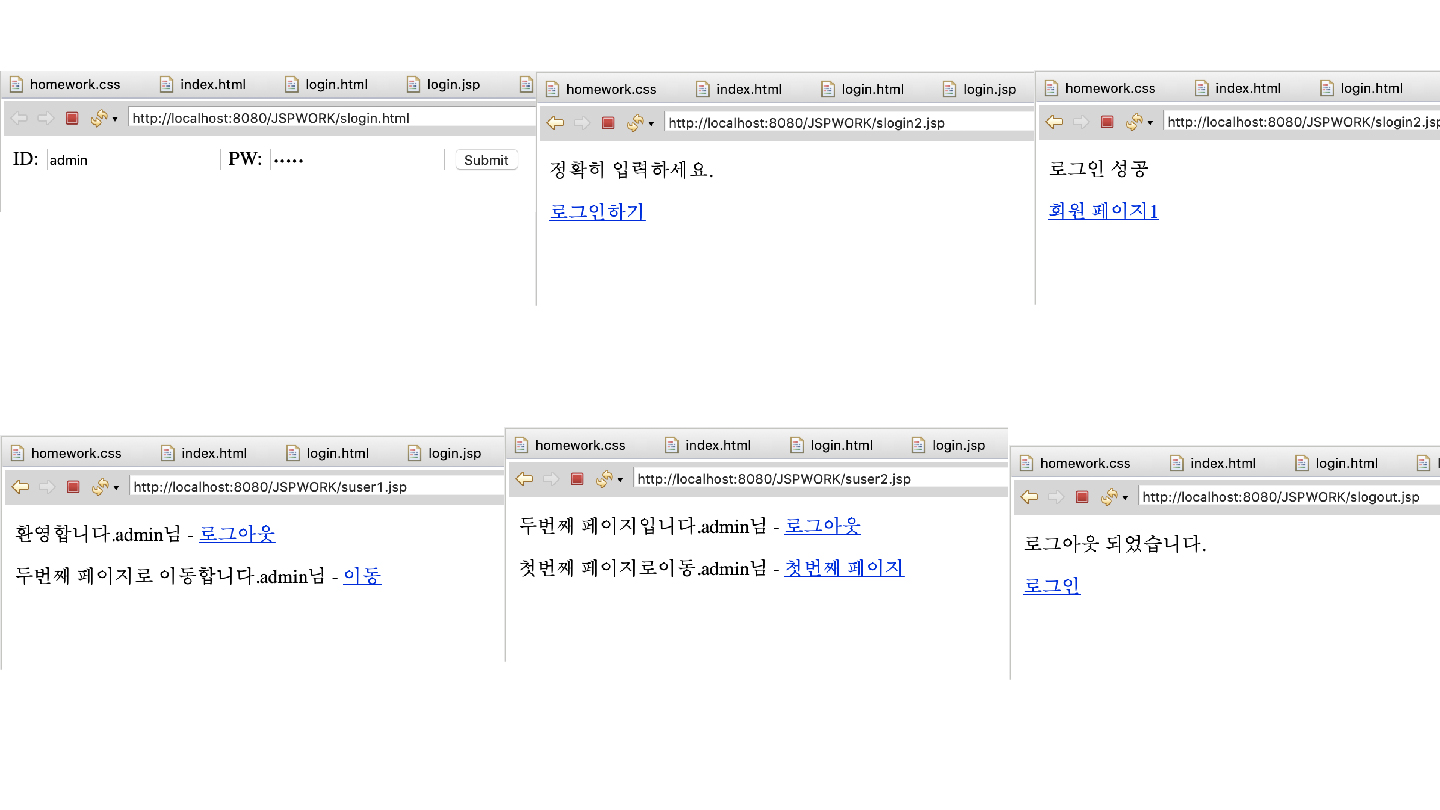 homework.css index.html login.html login.jsp
http://localhost:8080/JSPWORK/slogin.html
ID: admin PW: ••••• Submit
homework.css index.html login.html login.jsp
http://localhost:8080/JSPWORK/slogin2.jsp
정확히 입력하세요.
로그인하기
homework.css index.html login.html
http://localhost:8080/JSPWORK/slogin2.jsp
로그인 성공
회원 페이지1
homework.css index.html login.html login.jsp
http://localhost:8080/JSPWORK/suser1.jsp
환영합니다.admin님 - 로그아웃
두번째 페이지로 이동합니다.admin님 - 이동
homework.css index.html login.html login.jsp
http://localhost:8080/JSPWORK/suser2.jsp
두번째 페이지입니다.admin님 - 로그아웃
첫번째 페이지로이동.admin님 - 첫번째 페이지
homework.css index.html login.html
http://localhost:8080/JSPWORK/slogout.jsp
로그아웃 되었습니다.
로그인